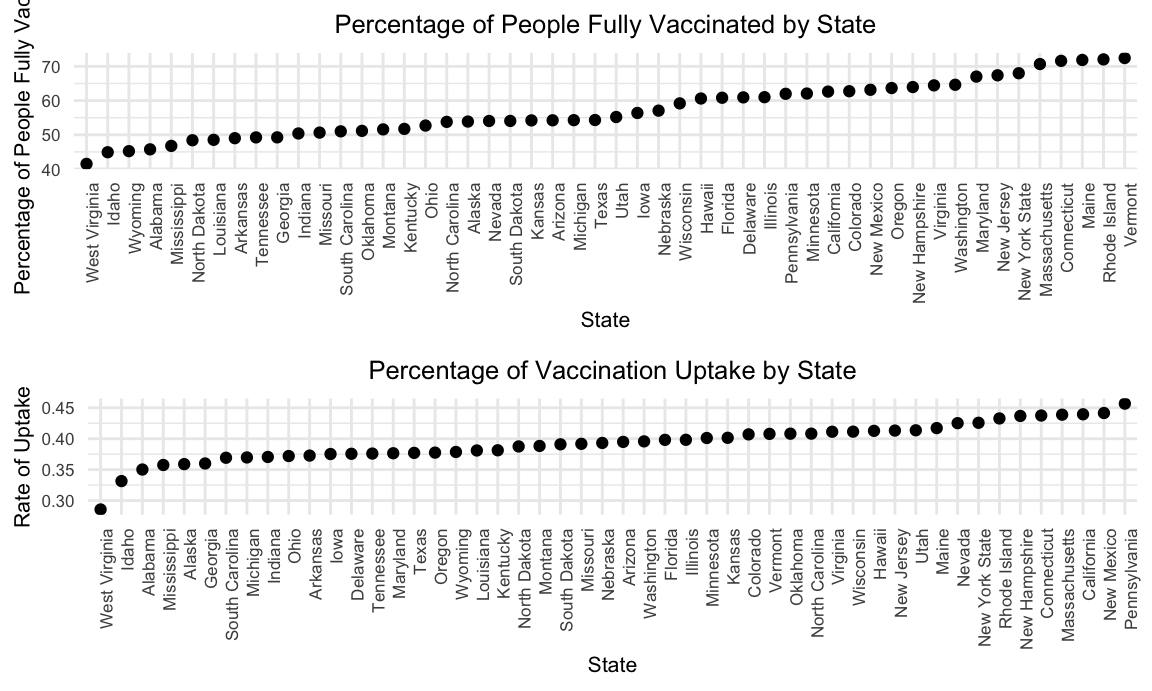 Percentage of People Fully Vaccinated by State
Percentage of People Fully Vac
70
60
50
40
West Virginia
Idaho
Wyoming
Alabama
Mississippi
North Dakota
Louisiana
Arkansas
Tennessee
Georgia
Indiana
Missouri
South Carolina
Oklahoma
Montana
Kentucky
Ohio
North Carolina
Alaska
Nevada
South Dakota
Kansas
Arizona
Michigan
Texas
Utah
Iowa
Nebraska
Wisconsin
Hawaii
Florida
Delaware
Illinois
Pennsylvania
Minnesota
California
Colorado
New Mexico
Oregon
New Hampshire
Virginia
Washington
Maryland
New Jersey
New York State
Massachusetts
Connecticut
Maine
Rhode Island
Vermont
State
Percentage of Vaccination Uptake by State
Rate of Uptake
0.45
0.40
0.35
0.30
West Virginia
Idaho
Alabama
Mississippi
Alaska
Georgia
South Carolina
Michigan
Indiana
Ohio
Arkansas
Iowa
Delaware
Tennessee
Maryland
Texas
Oregon
Wyoming
Louisiana
Kentucky
North Dakota
Montana
South Dakota
Missouri
Nebraska
Arizona
Washington
Florida
Illinois
Minnesota
Kansas
Colorado
Vermont
Oklahoma
North Carolina
Virginia
Wisconsin
Hawaii
New Jersey
Utah
Maine
Nevada
New York State
Rhode Island
New Hampshire
Connecticut
Massachusetts
California
New Mexico
Pennsylvania
State